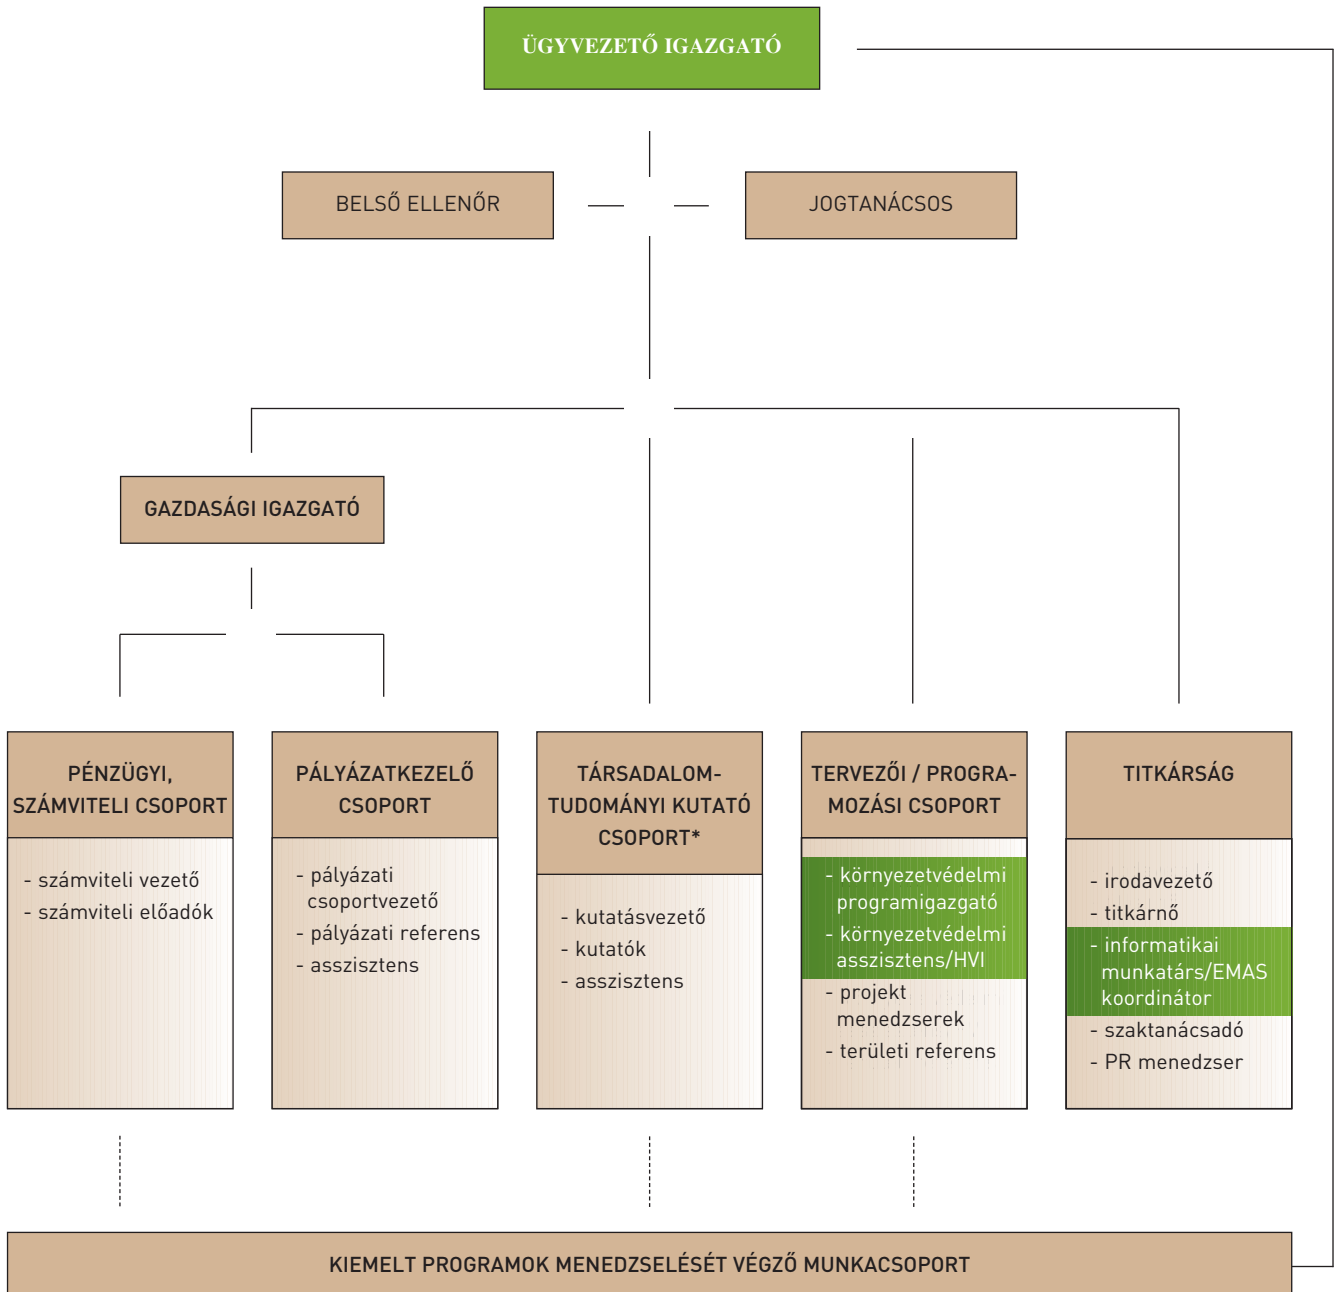 ÜGYVEZETŐ IGAZGATÓ
BELSŐ ELLENŐR
JOGTANÁCSOS
GAZDASÁGI IGAZGATÓ
PÉNZÜGYI,
SZÁMVITELI CSOPORT
- számviteli vezető
- számviteli előadók
PÁLYÁZATKEZELŐ
CSOPORT
- pályázati
csoportvezető
- pályázati referens
- asszisztens
TÁRSADALOM-
TUDOMÁNYI KUTATÓ
CSOPORT*
- kutatásvezető
- kutatók
- asszisztens
TERVEZŐI / PROGRA-
MOZÁSI CSOPORT
- környezetvédelmi
programigazgató
- környezetvédelmi
asszisztens/HVI
- projekt
menedzserek
- területi referens
TITKÁRSÁG
- irodavezető
- titkárnő
- informatikai
munkatárs/EMAS
koordinátor
- szaktanácsadó
- PR menedzser
KIEMELT PROGRAMOK MENEDZSELÉSÉT VÉGZŐ MUNKACSOPORT